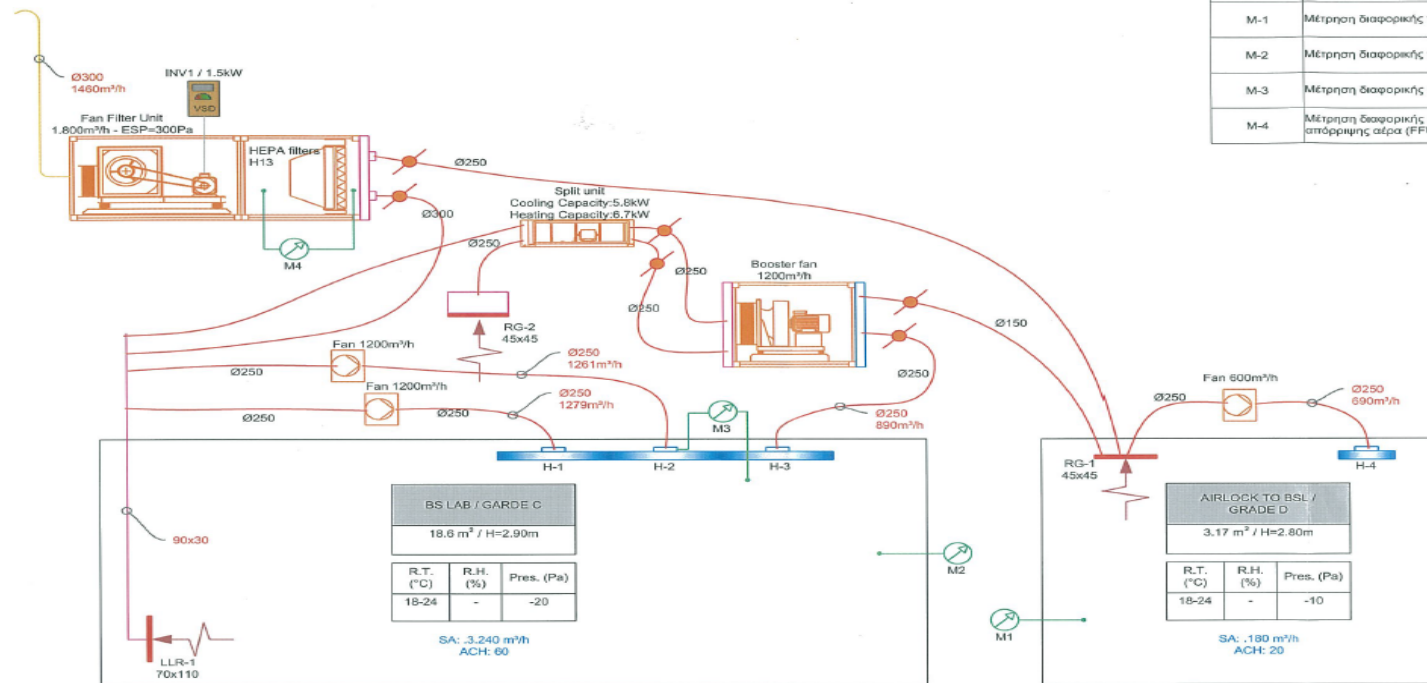 M-1 Μέτρηση διαφορικής
M-2 Μέτρηση διαφορικής
M-3 Μέτρηση διαφορικής
M-4 Μέτρηση διαφορικής
απόρριψης αέρα (FF
Ø300
1460m³/h
INV1 / 1.5kW
VSD
Fan Filter Unit
1.800m³/h - ESP=300Pa
HEPA filters
H13
Ø250
Ø300
M4
Split unit
Cooling Capacity:5.8kW
Heating Capacity:6.7kW
Ø250
Ø250
Ø250
Booster fan
1200m³/h
RG-2
45x45
Ø150
Ø250
Fan 1200m³/h
Ø250
Ø250
1261m³/h
Fan 1200m³/h
Ø250
Ø250
Ø250
1279m³/h
M3
Ø250
890m³/h
Fan 600m³/h
Ø250
Ø250
690m³/h
H-1
H-2
H-3
RG-1
45x45
H-4
BS LAB / GARDE C
18.6 m² / H=2.90m
R.T. (°C) R.H. (%) Pres. (Pa)
18-24 - -20
SA: .3.240 m³/h
ACH: 60
90x30
LLR-1
70x110
M2
M1
AIRLOCK TO BSL /
GRADE D
3.17 m² / H=2.80m
R.T. (°C) R.H. (%) Pres. (Pa)
18-24 - -10
SA: .180 m³/h
ACH: 20